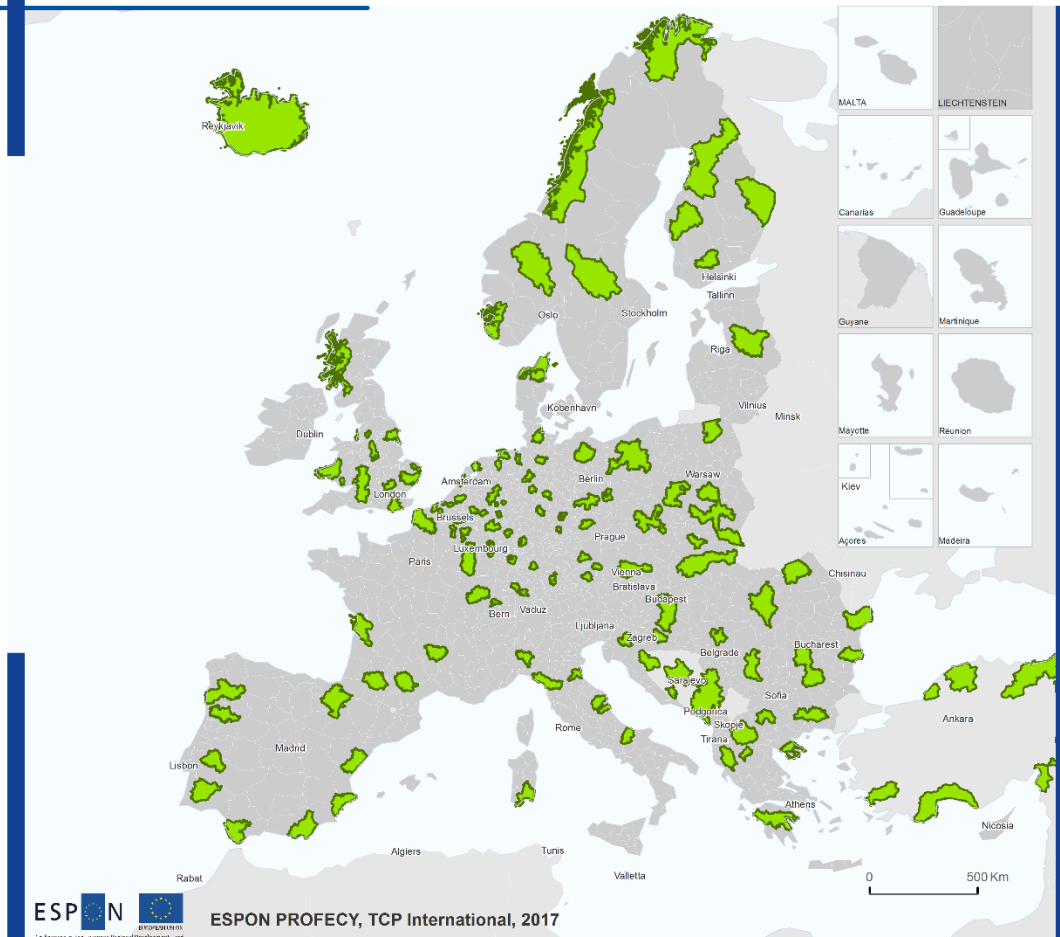 MALTA
LIECHTENSTEIN
Reykjavik
Canarias
Guadeloupe
Helsinki
Tallinn
Oslo
Stockholm
Guyane
Martinique
Riga
Kobenhavn
Vilnius
Minsk
Mayotte
Réunion
Dublin
Amsterdam
Berlin
Warsaw
London
Kiev
Brussels
Prague
Açores
Madeira
Luxembourg
Paris
Vienna
Chisinau
Bratislava
Budapest
Bern
Vaduz
Ljubljana
Zagreb
Bucharest
Belgrade
Sarajevo
Sofia
Podgorica
Ankara
Skopje
Rome
Tirana
Madrid
Lisbon
Athens
Nicosia
Algiers
Tunis
Valletta
Rabat
0 500 Km
ESPON
EUROPEAN UNION
ESPON PROFECY, TCP International, 2017